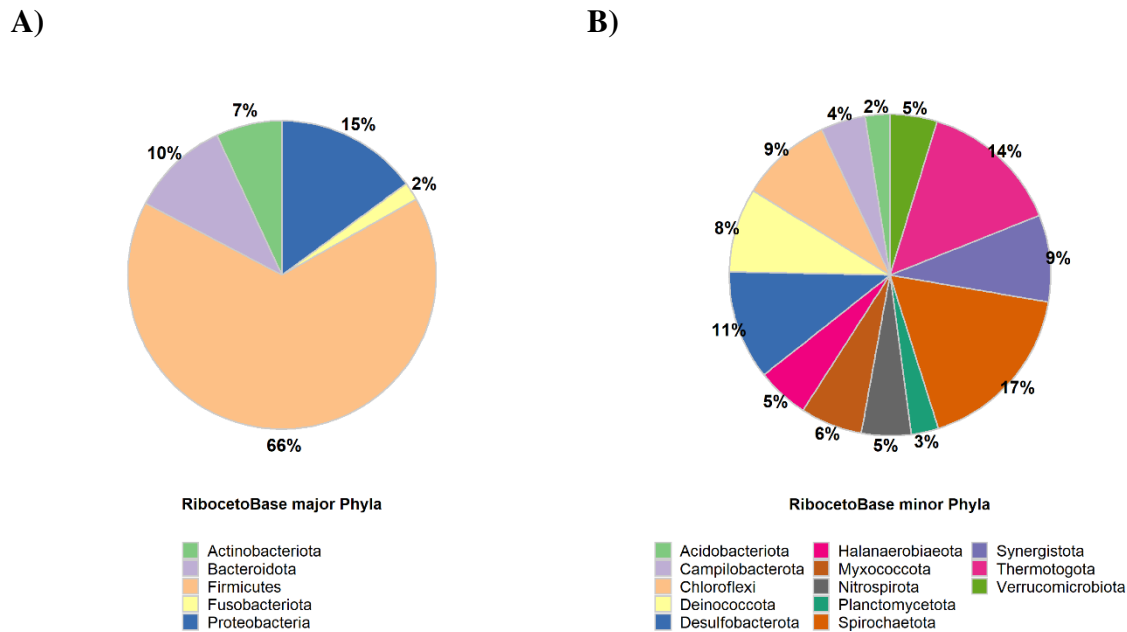 A)
B)
7%
15%
2%
10%
66%
4%
2%
5%
14%
9%
9%
8%
11%
17%
5%
6%
5%
3%
RibocetoBase major Phyla
Actinobacteriota
Bacteroidota
Firmicutes
Fusobacteriota
Proteobacteria
RibocetoBase minor Phyla
Acidobacteriota
Campilobacterota
Chloroflexi
Deinococcota
Desulfobacterota
Halanaerobiaeota
Myxococcota
Nitrospirota
Planctomycetota
Spirochaetota
Synergistota
Thermotogota
Verrucomicrobiota